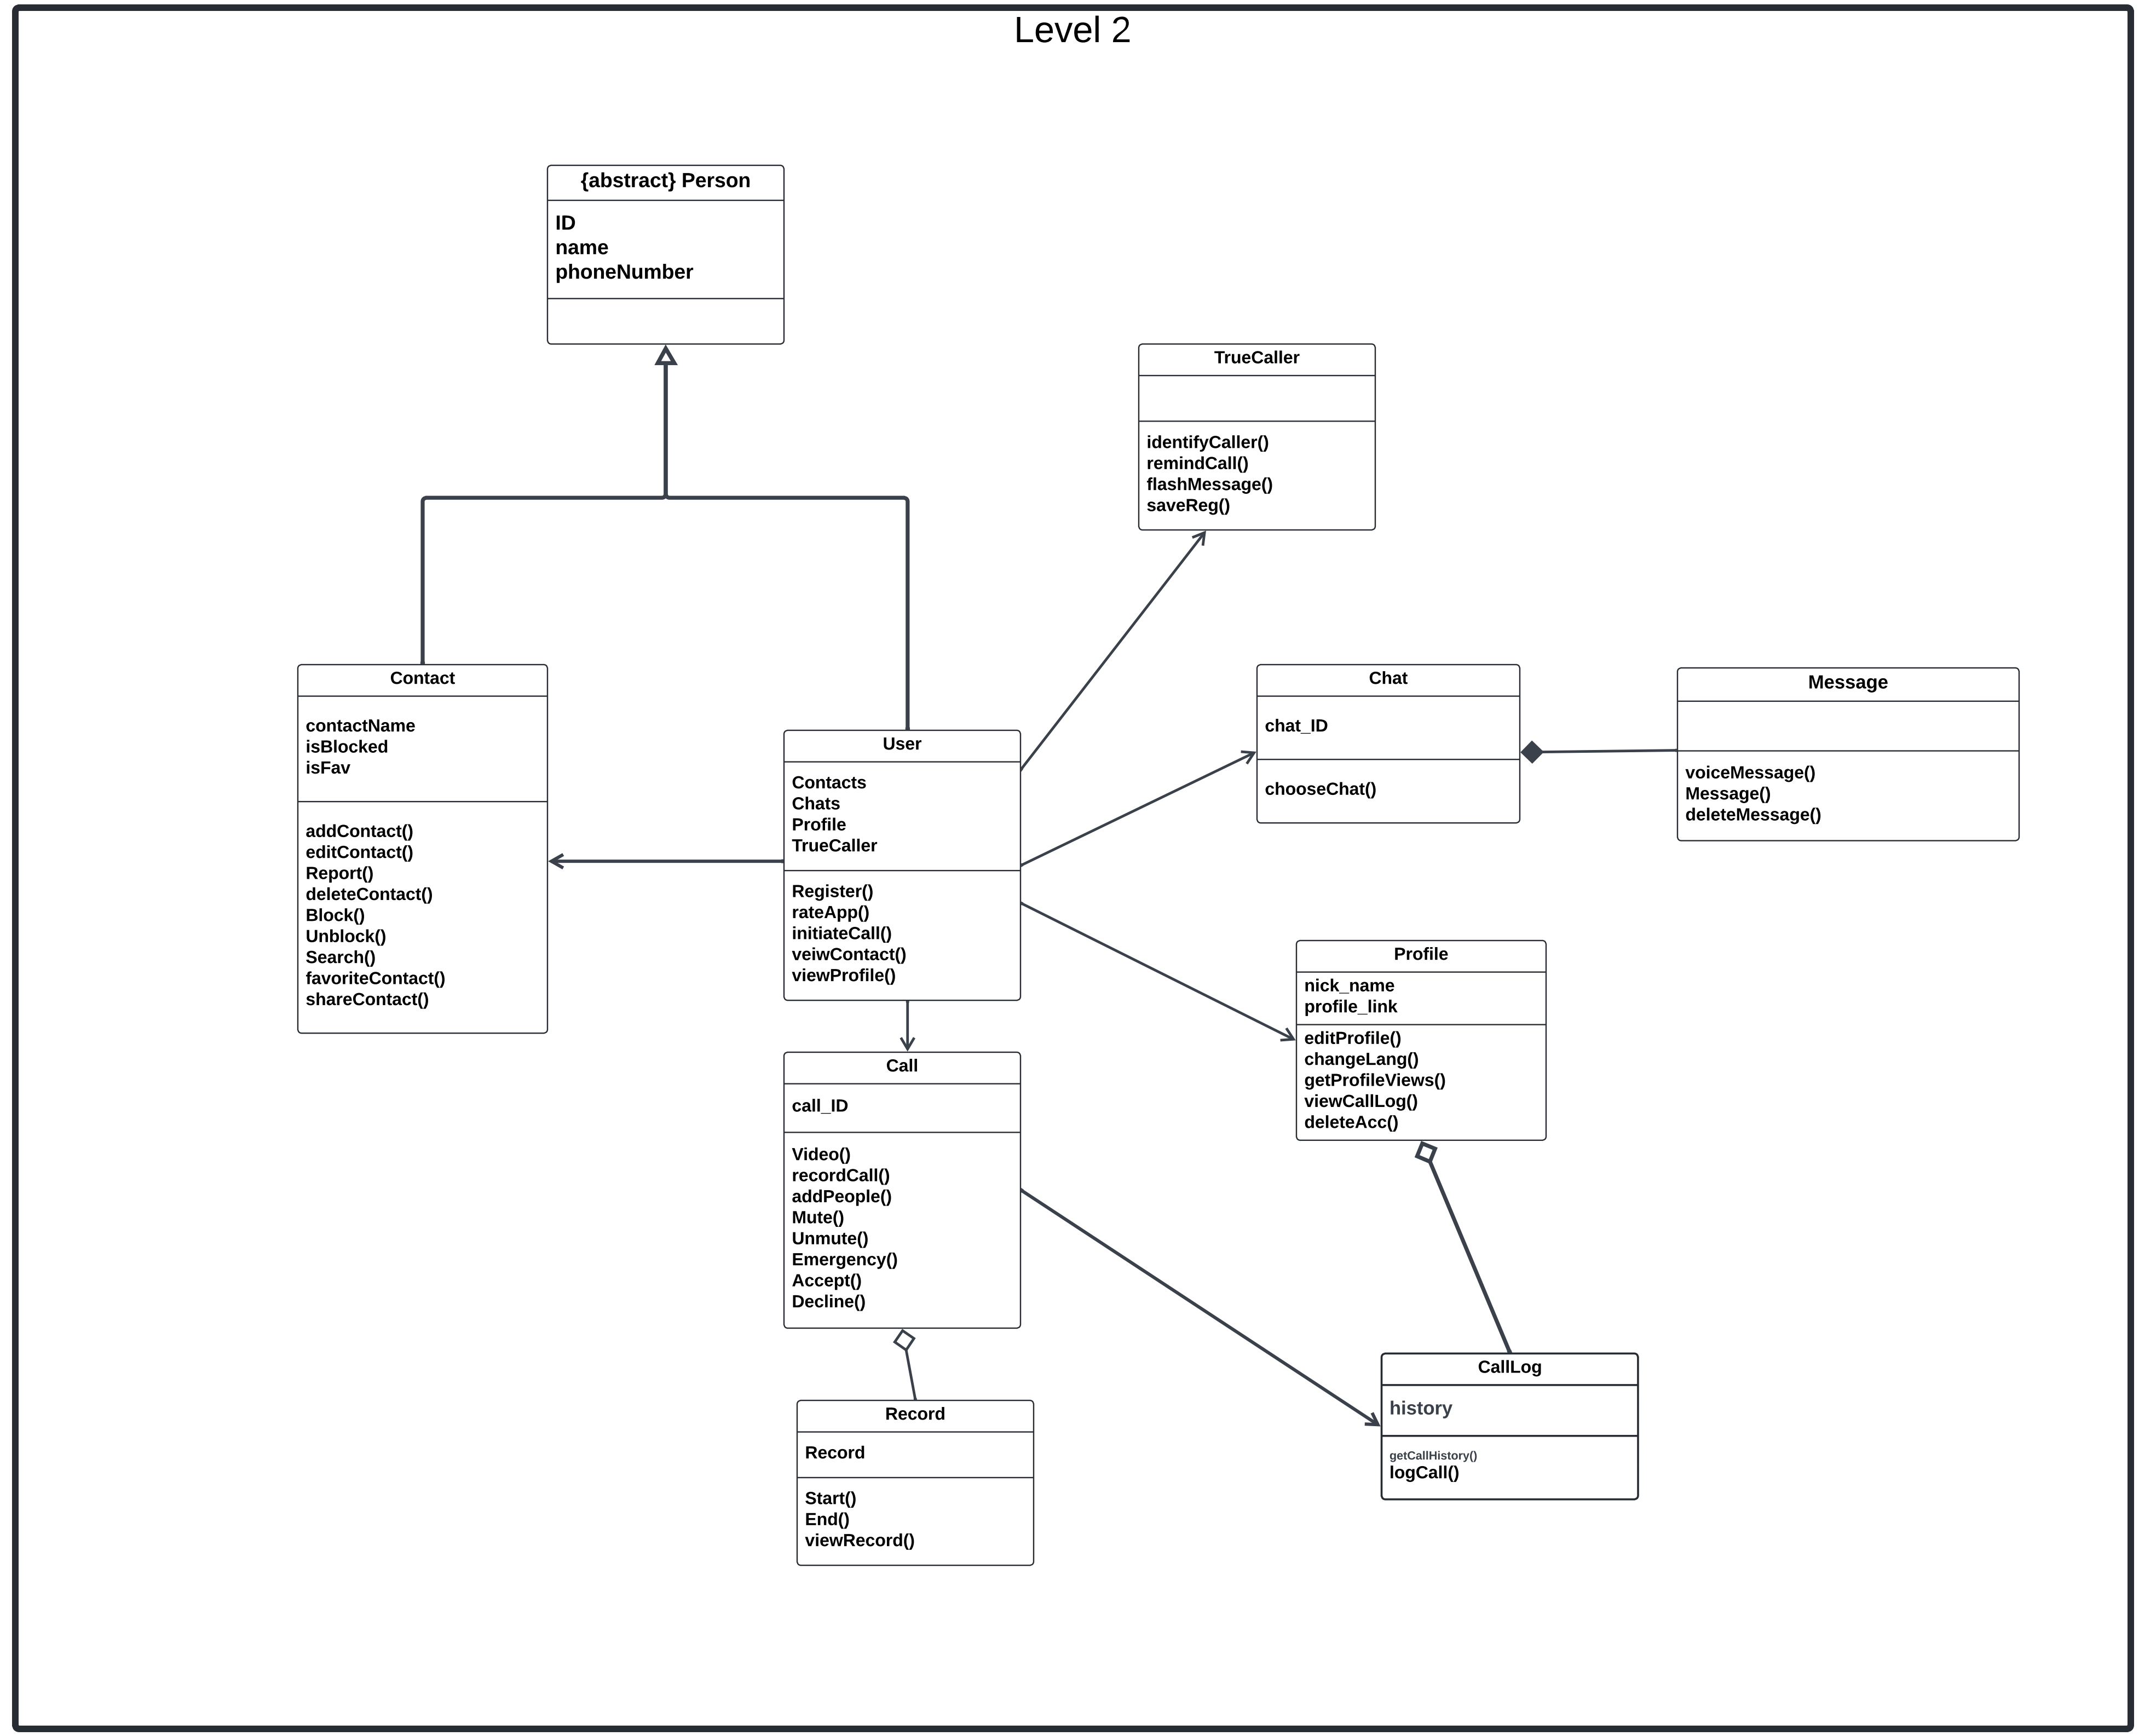 Level 2
{abstract} Person
ID
name
phoneNumber
TrueCaller
identifyCaller()
remindCall()
flashMessage()
saveReg()
Contact
contactName
isBlocked
isFav
addContact()
editContact()
Report()
deleteContact()
Block()
Unblock()
Search()
favoriteContact()
shareContact()
User
Contacts
Chats
Profile
TrueCaller
Register()
rateApp()
initiateCall()
veiwContact()
viewProfile()
Chat
chat_ID
chooseChat()
Message
voiceMessage()
Message()
deleteMessage()
Profile
nick_name
profile_link
editProfile()
changeLang()
getProfileViews()
viewCallLog()
deleteAcc()
Call
call_ID
Video()
recordCall()
addPeople()
Mute()
Unmute()
Emergency()
Accept()
Decline()
CallLog
history
getCallHistory()
logCall()
Record
Record
Start()
End()
viewRecord()